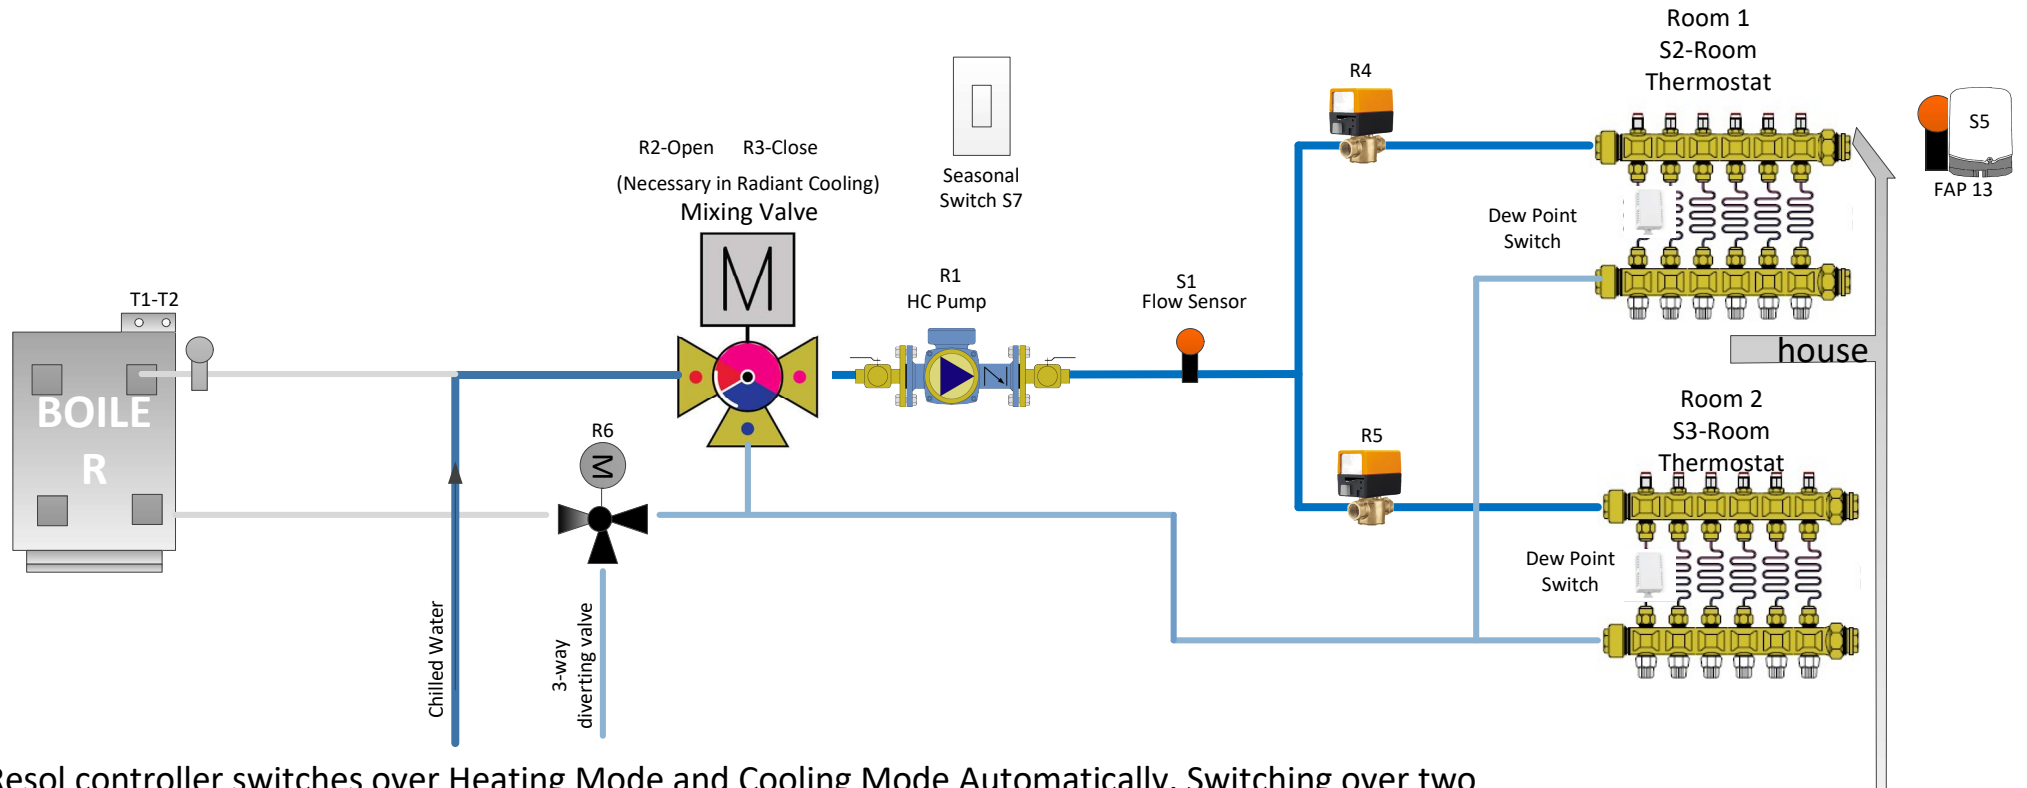 Room 1
S2-Room
Thermostat
R4
S5
FAP 13
R2-Open R3-Close
(Necessary in Radiant Cooling)
Mixing Valve
Seasonal
Switch S7
M
Dew Point
Switch
T1-T2
R1
HC Pump
S1
Flow Sensor
house
BOILE
R
Room 2
S3-Room
Thermostat
R6
M
R5
Dew Point
Switch
Chilled Water
3-way
diverting valve
Resol controller switches over Heating Mode and Cooling Mode Automatically. Switching over two